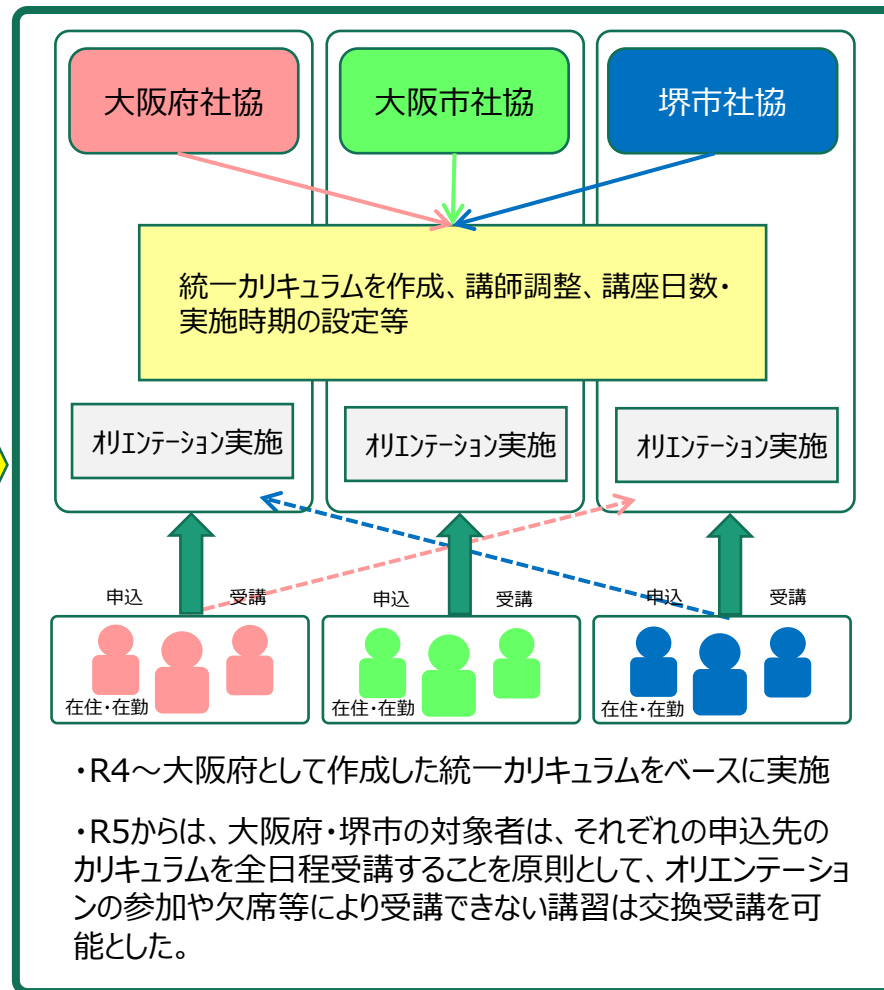 大阪府社協
大阪市社協
堺市社協
統一カリキュラムを作成、講師調整、講座日数・
実施時期の設定等
オリエンテーション実施
オリエンテーション実施
オリエンテーション実施
申込
受講
申込
受講
申込
受講
在住・在勤
在住・在勤
在住・在勤
・R4～大阪府として作成した統一カリキュラムをベースに実施
・R5からは、大阪府・堺市の対象者は、それぞれの申込先の
カリキュラムを全日程受講することを原則として、オリエンテーショ
ンの参加や欠席等により受講できない講習は交換受講を可
能とした。